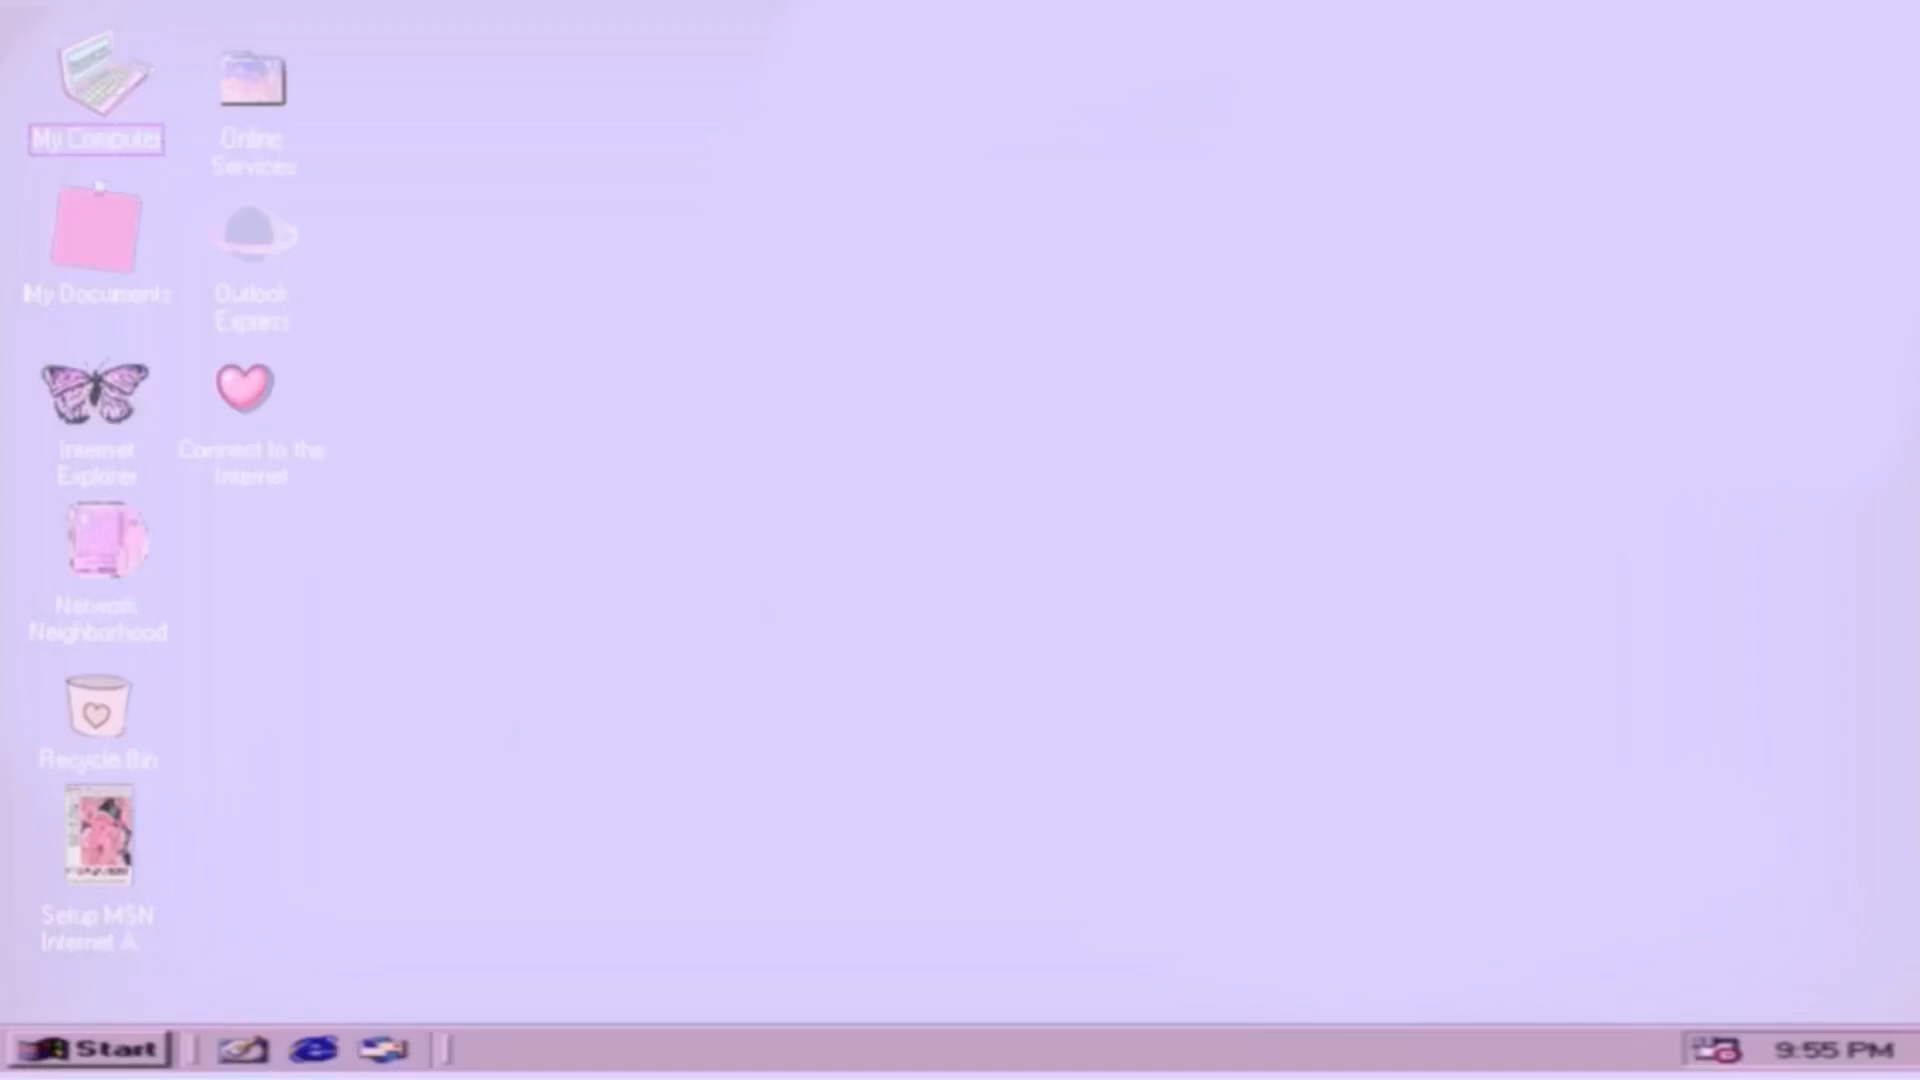 My Computer
Online
Services
My Documents
Outlook
Express
Internet
Explorer
Connect to the
Internet
Network
Neighborhood
Recycle Bin
Setup MSN
Internet A.
Start
9:55 PM